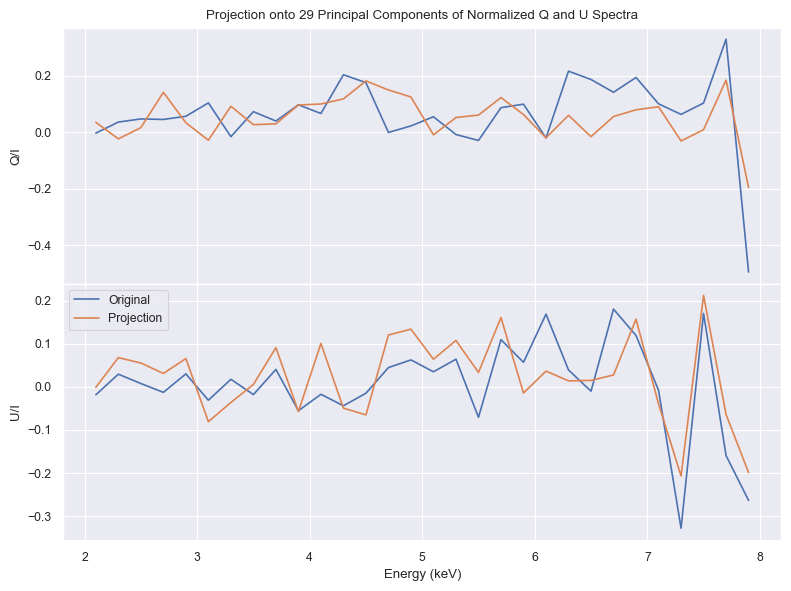 Projection onto 29 Principal Components of Normalized Q and U Spectra
0.2
0.0
−0.2
−0.4
Q/I
Original
Projection
0.2
0.1
0.0
−0.1
−0.2
−0.3
U/I
2 3 4 5 6 7 8
Energy (keV)